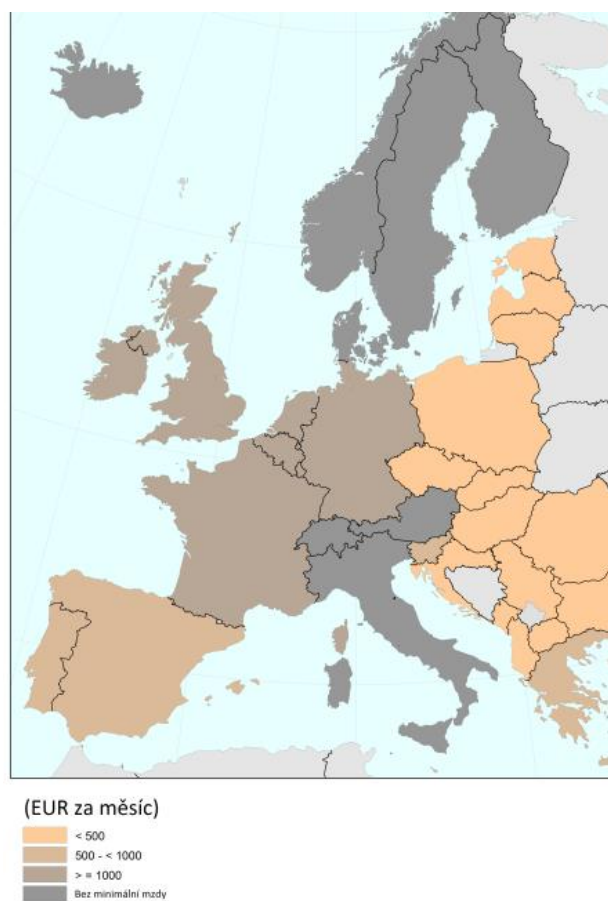 (EUR za měsíc)
< 500
500 - < 1000
> = 1000
Bez minimální mzdy